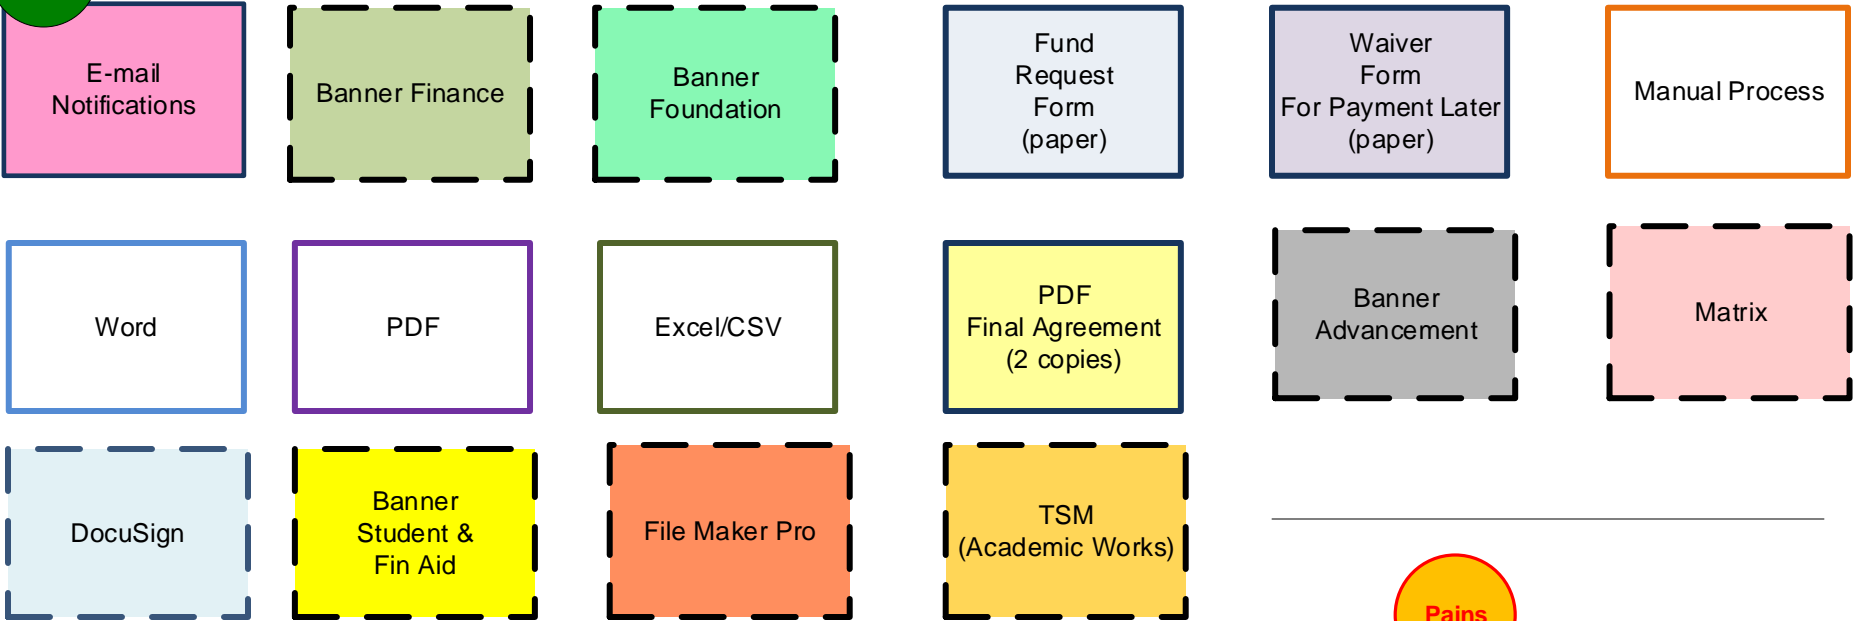 E-mail
Notifications
Banner Finance
Banner
Foundation
Fund
Request
Form
(paper)
Waiver
Form
For Payment Later
(paper)
Manual Process
Word
PDF
Excel/CSV
PDF
Final Agreement
(2 copies)
Banner
Advancement
Matrix
DocuSign
Banner
Student &
Fin Aid
File Maker Pro
TSM
(Academic Works)
Pains